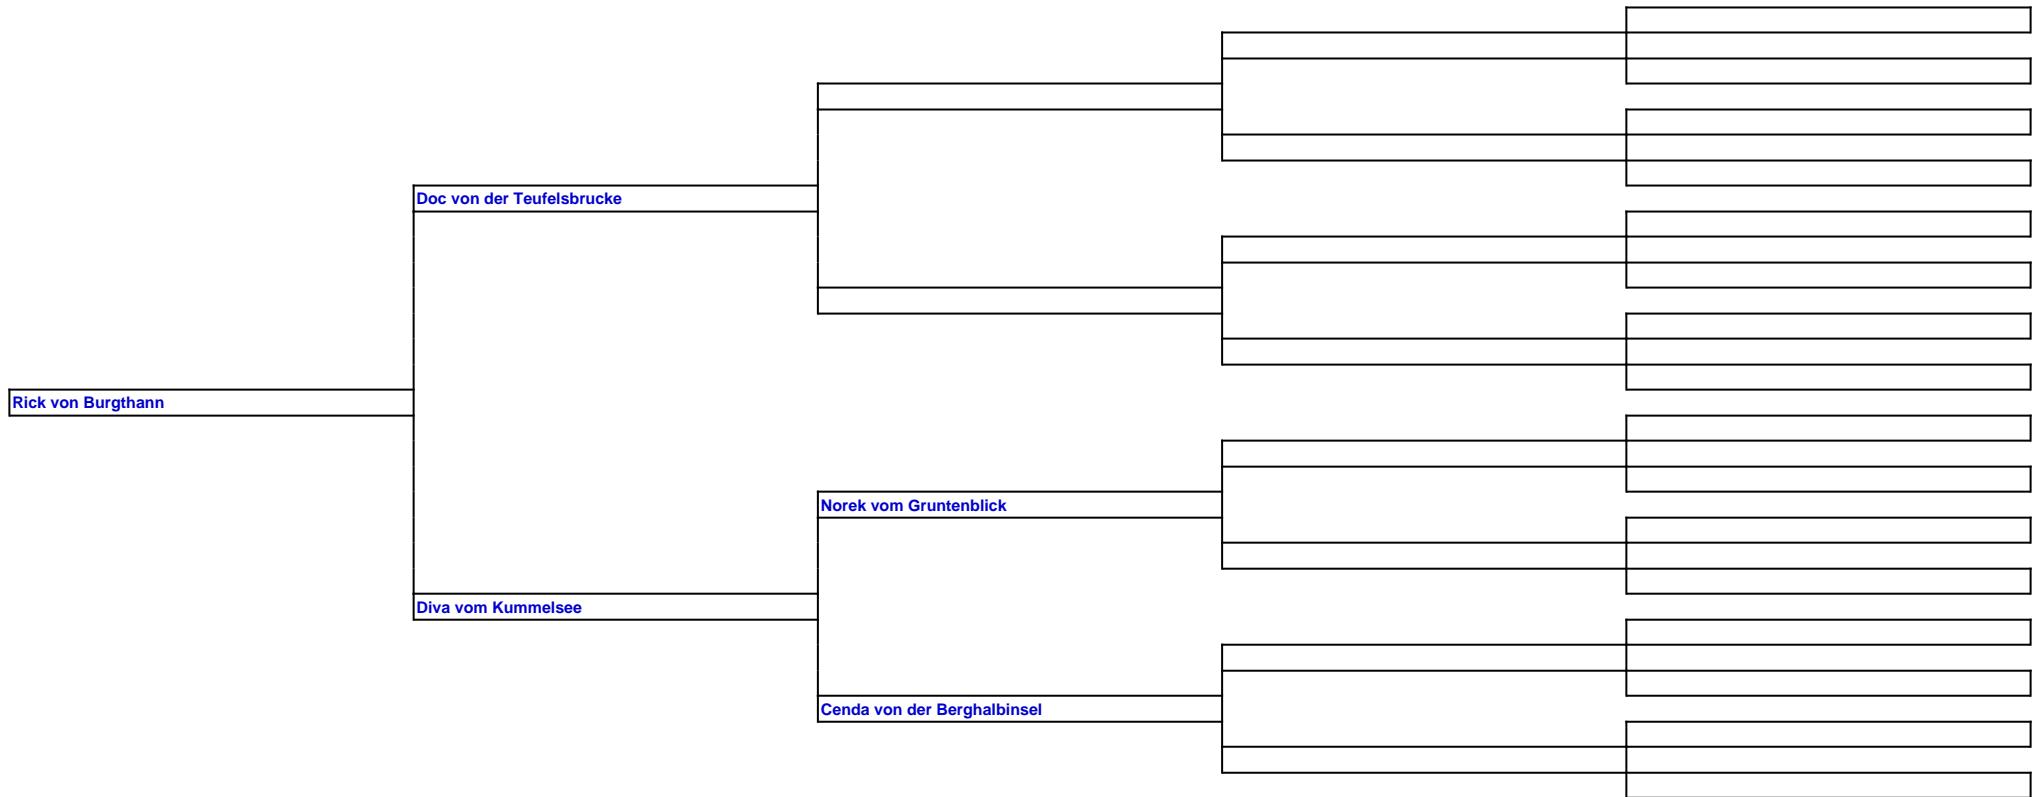 Doc von der Teufelsbrucke
Rick von Burgthann
Norek vom Gruntenblick
Diva vom Kummelsee
Cenda von der Berghalbinsel